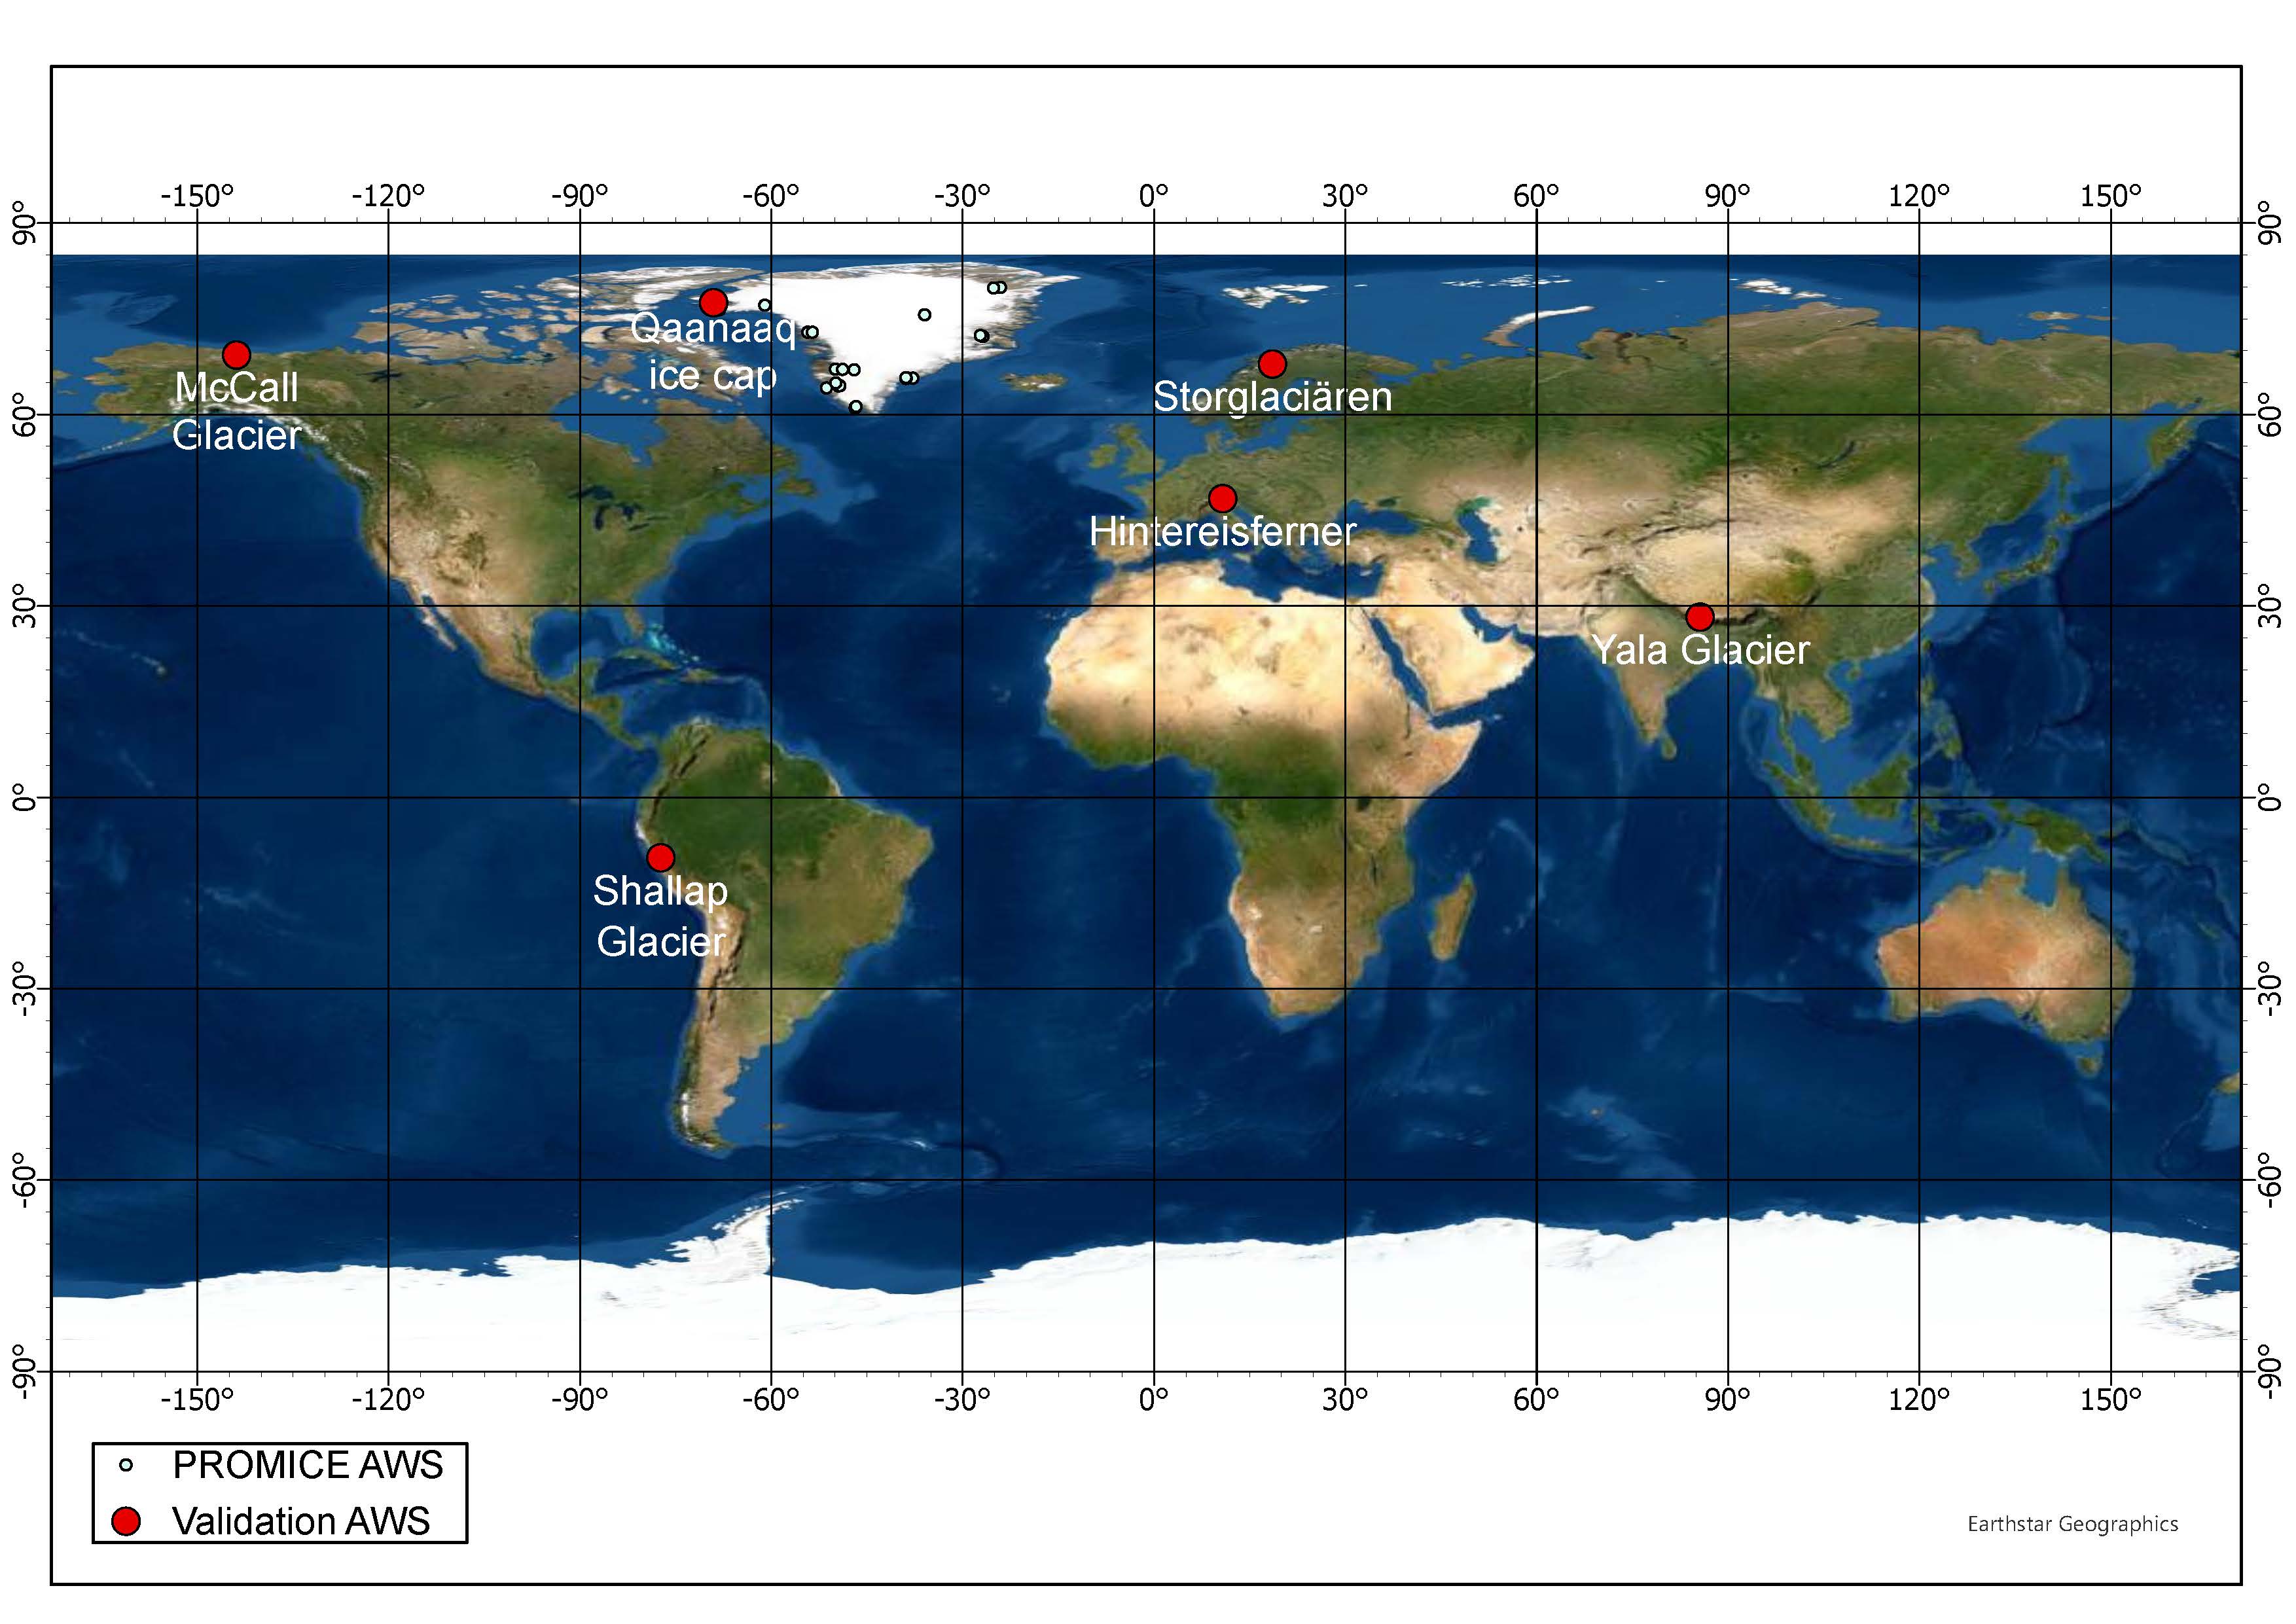 -150° -120° -90° -60° -30° 0° 30° 60° 90° 120° 150°
90° 90°
Qaanaaq
ice cap
McCall
Glacier
Storglaciären
60° 60°
Hintereisferner
30° 30°
Yala Glacier
0° 0°
Shallap
Glacier
-30° -30°
-60° -60°
-90° -90°
-150° -120° -90° -60° -30° 0° 30° 60° 90° 120° 150°
PROMICE AWS
Validation AWS
Earthstar Geographics